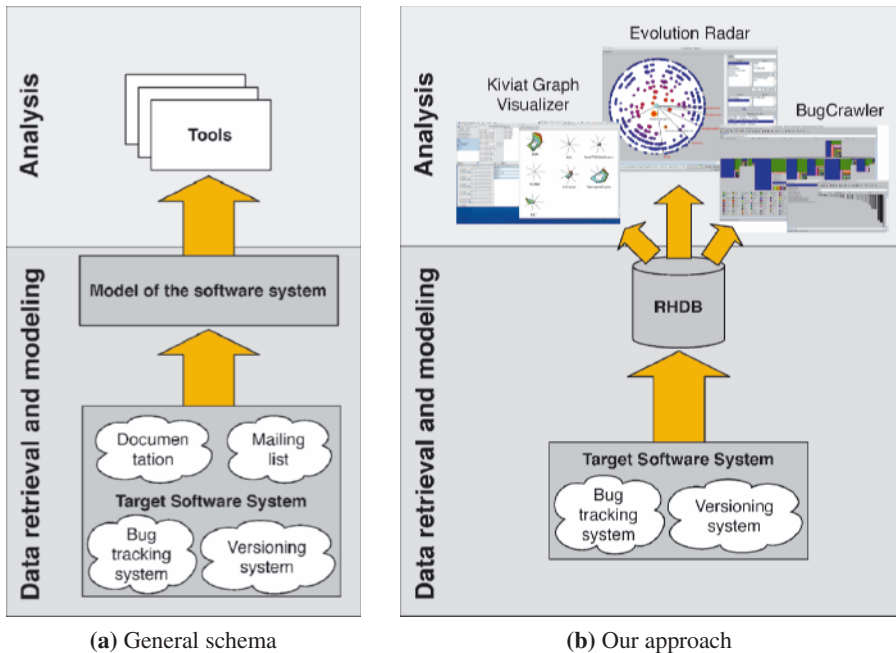 Analysis
Tools
Data retrieval and modeling
Model of the software system
Documen
tation
Mailing
list
Target Software System
Bug
tracking
system
Versioning
system
(a) General schema
Analysis
Evolution Radar
Kiviat Graph
Visualizer
BugCrawler
Data retrieval and modeling
RHDB
Target Software System
Bug
tracking
system
Versioning
system
(b) Our approach